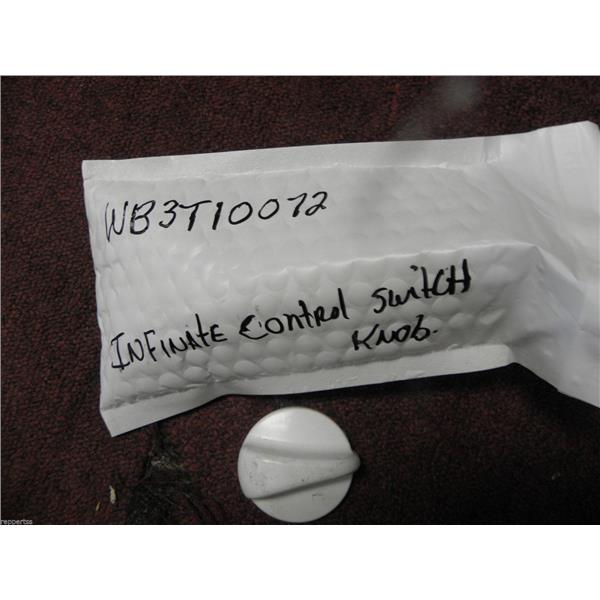 WB3T10072
INFINATE CONTROL SWITCH
KNOB.
reppertss